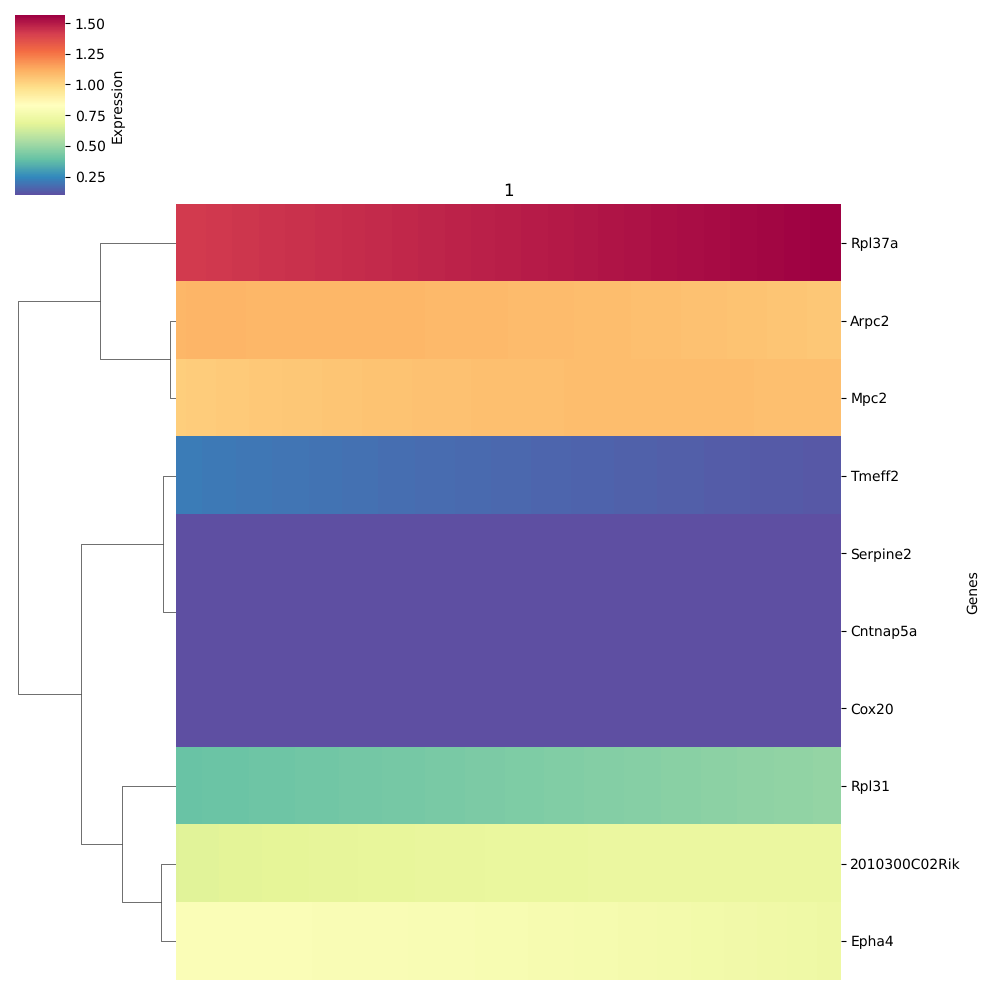 1.50
1.25
1.00
0.75
0.50
0.25
Expression
1
Rpl37a
Arpc2
Mpc2
Tmeff2
Serpine2
Cntnap5a
Cox20
Rpl31
2010300C02Rik
Epha4
Genes